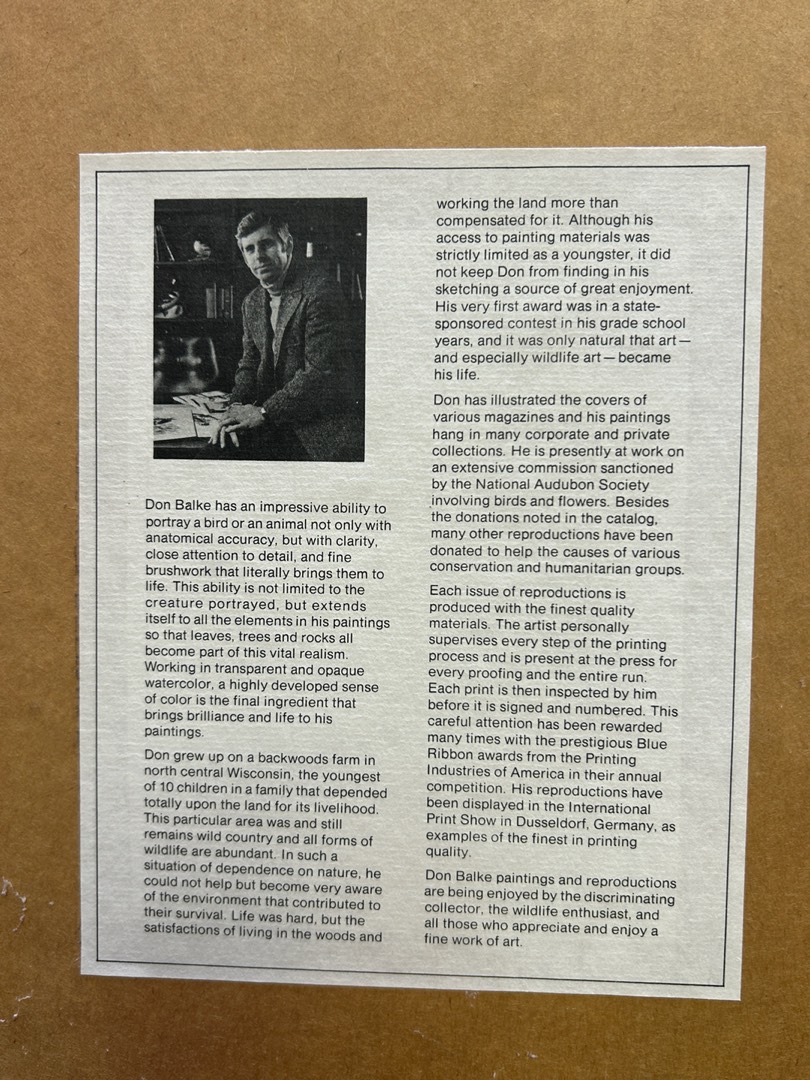 Don Balke has an impressive ability to
portray a bird or an animal not only with
anatomical accuracy, but with clarity,
close attention to detail, and fine
brushwork that literally brings them to
life. This ability is not limited to the
creature portrayed, but extends
itself to all the elements in his paintings
so that leaves, trees and rocks all
become part of this vital realism.
Working in transparent and opaque
watercolor, a highly developed sense
of color is the final ingredient that
brings brilliance and life to his
paintings.
Don grew up on a backwoods farm in
north central Wisconsin, the youngest
of 10 children in a family that depended
totally upon the land for its livelihood.
This particular area was and still
remains wild country and all forms of
wildlife are abundant. In such a
situation of dependence on nature, he
could not help but become very aware
of the environment that contributed to
their survival. Life was hard, but the
satisfactions of living in the woods and
working the land more than
compensated for it. Although his
access to painting materials was
strictly limited as a youngster, it did
not keep Don from finding in his
sketching a source of great enjoyment.
His very first award was in a state-
sponsored contest in his grade school
years, and it was only natural that art—
and especially wildlife art—became
his life.
Don has illustrated the covers of
various magazines and his paintings
hang in many corporate and private
collections. He is presently at work on
an extensive commission sanctioned
by the National Audubon Society
involving birds and flowers. Besides
the donations noted in the catalog,
many other reproductions have been
donated to help the causes of various
conservation and humanitarian groups.
Each issue of reproductions is
produced with the finest quality
materials. The artist personally
supervises every step of the printing
process and is present at the press for
every proofing and the entire run.
Each print is then inspected by him
before it is signed and numbered. This
careful attention has been rewarded
many times with the prestigious Blue
Ribbon awards from the Printing
Industries of America in their annual
competition. His reproductions have
been displayed in the International
Print Show in Dusseldorf, Germany, as
examples of the finest in printing
quality.
Don Balke paintings and reproductions
are being enjoyed by the discriminating
collector, the wildlife enthusiast, and
all those who appreciate and enjoy a
fine work of art.